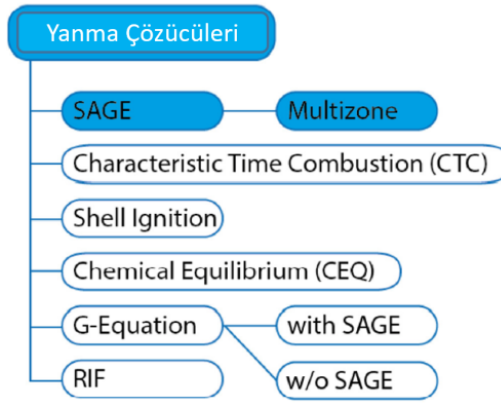 Yanma Çözücüleri
SAGE
Multizone
Characteristic Time Combustion (CTC)
Shell Ignition
Chemical Equilibrium (CEQ)
G-Equation
with SAGE
RIF
w/o SAGE